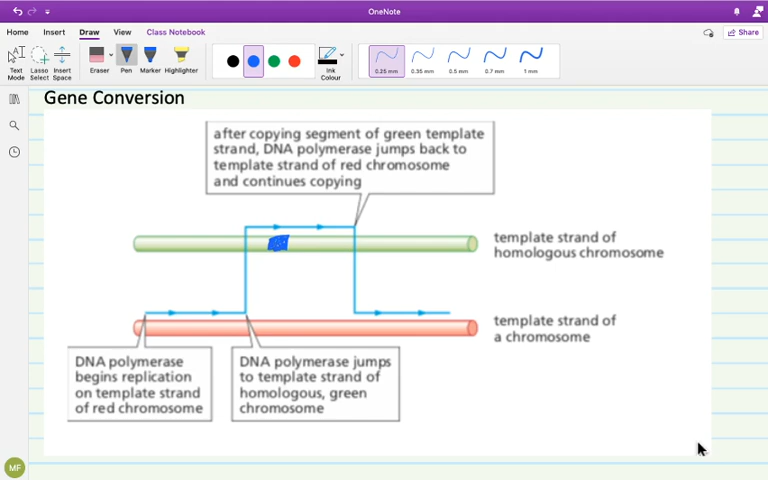 OneNote
Home Insert Draw View Class Notebook
Share
Text Mode
Lasso Select
Insert Space
Eraser
Pen
Marker
Highlighter
Ink Colour
0.25 mm
0.35 mm
0.5 mm
0.7 mm
1 mm
Gene Conversion
after copying segment of green template
strand, DNA polymerase jumps back to
template strand of red chromosome
and continues copying
template strand of
homologous chromosome
template strand of
a chromosome
DNA polymerase
begins replication
on template strand
of red chromosome
DNA polymerase jumps
to template strand of
homologous, green
chromosome
MF